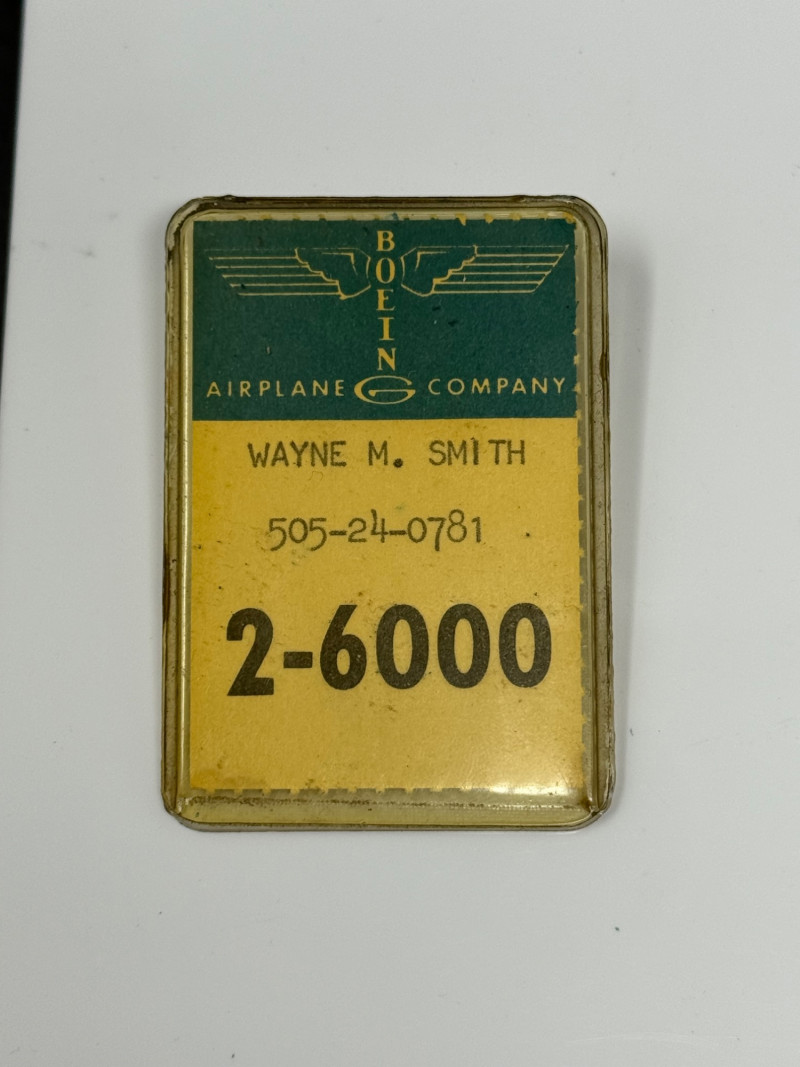 BOEING
AIRPLANE COMPANY
WAYNE M. SMITH
505-24-0781
2-6000